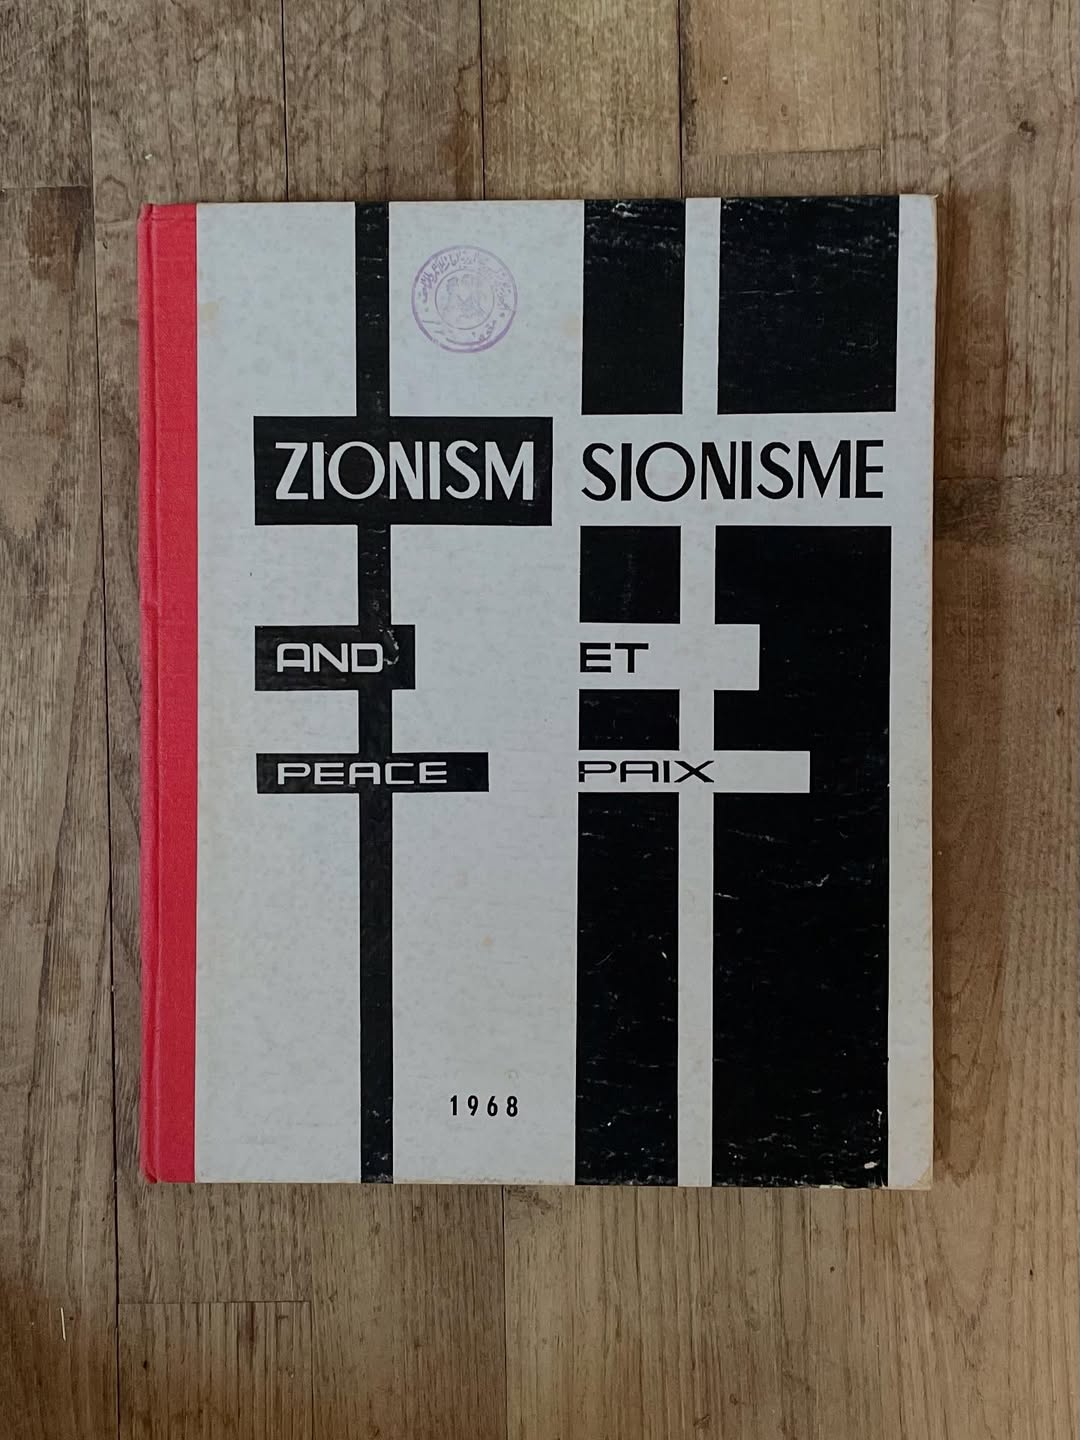 ZIONISM
AND
PEACE
SIONISME
ET
PAIX
1968